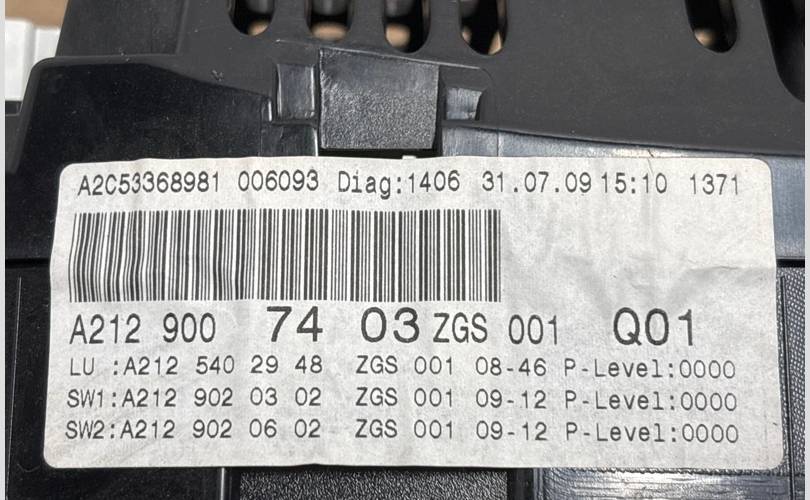 A2C53368981 006093 Diag:1406 31.07.09 15:10 1371
A212 900 74 03 ZGS 001 Q01
LU :A212 540 29 48 ZGS 001 08-46 P-Level:0000
SW1:A212 902 03 02 ZGS 001 09-12 P-Level:0000
SW2:A212 902 06 02 ZGS 001 09-12 P-Level:0000